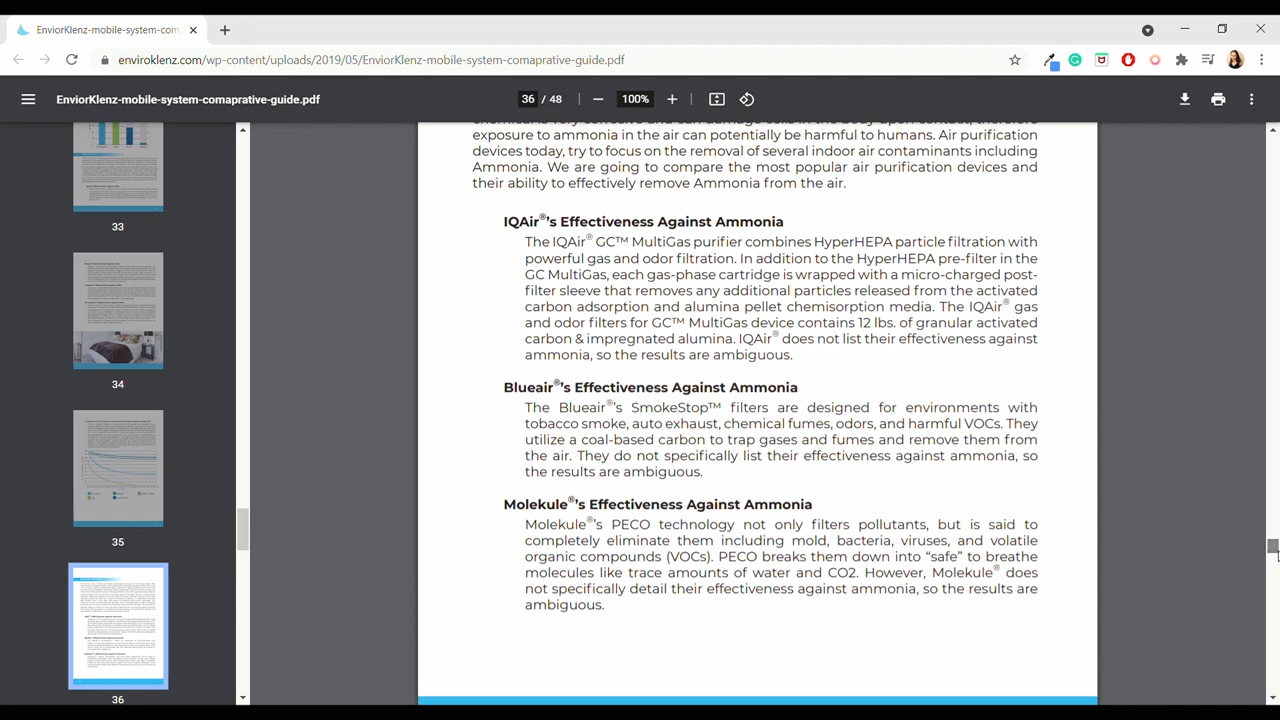 EnviorKlenz-mobile-system-com
enviroklenz.com/wp-content/uploads/2019/05/EnviorKlenz-mobile-system-comaprative-guide.pdf
EnviorKlenz-mobile-system-comaprative-guide.pdf
36 / 48
100%
33
34
35
36
exposure to ammonia in the air can potentially be harmful to humans. Air purification
devices today, try to focus on the removal of several indoor air contaminants including
Ammonia. We are going to compare the most popular air purification devices and
their ability to effectively remove Ammonia from the air.
IQAir®'s Effectiveness Against Ammonia
The IQAir® GC™ MultiGas purifier combines HyperHEPA particle filtration with
powerful gas and odor filtration. In addition to the HyperHEPA pre-filter in the
GC MultiGas, each gas-phase cartridge is wrapped with a micro-charged post-
filter sleeve that removes any additional particles released from the activated
carbon adsorption and alumina pellet chemisorption media. The IQAir® gas
and odor filters for GC™ MultiGas device contains 12 lbs. of granular activated
carbon & impregnated alumina. IQAir® does not list their effectiveness against
ammonia, so the results are ambiguous.
Blueair®'s Effectiveness Against Ammonia
The Blueair®'s SmokeStop™ filters are designed for environments with
tobacco smoke, auto exhaust, chemical fumes, odors, and harmful VOCs. They
utilize a coal-based carbon to trap gases and fumes and remove them from
the air. They do not specifically list their effectiveness against ammonia, so
the results are ambiguous.
Molekule®'s Effectiveness Against Ammonia
Molekule®'s PECO technology not only filters pollutants, but is said to
completely eliminate them including mold, bacteria, viruses, and volatile
organic compounds (VOCs). PECO breaks them down into “safe” to breathe
molecules like trace amounts of water and CO2. However, Molekule® does
not specifically detail their effectiveness against ammonia, so the results are
ambiguous.